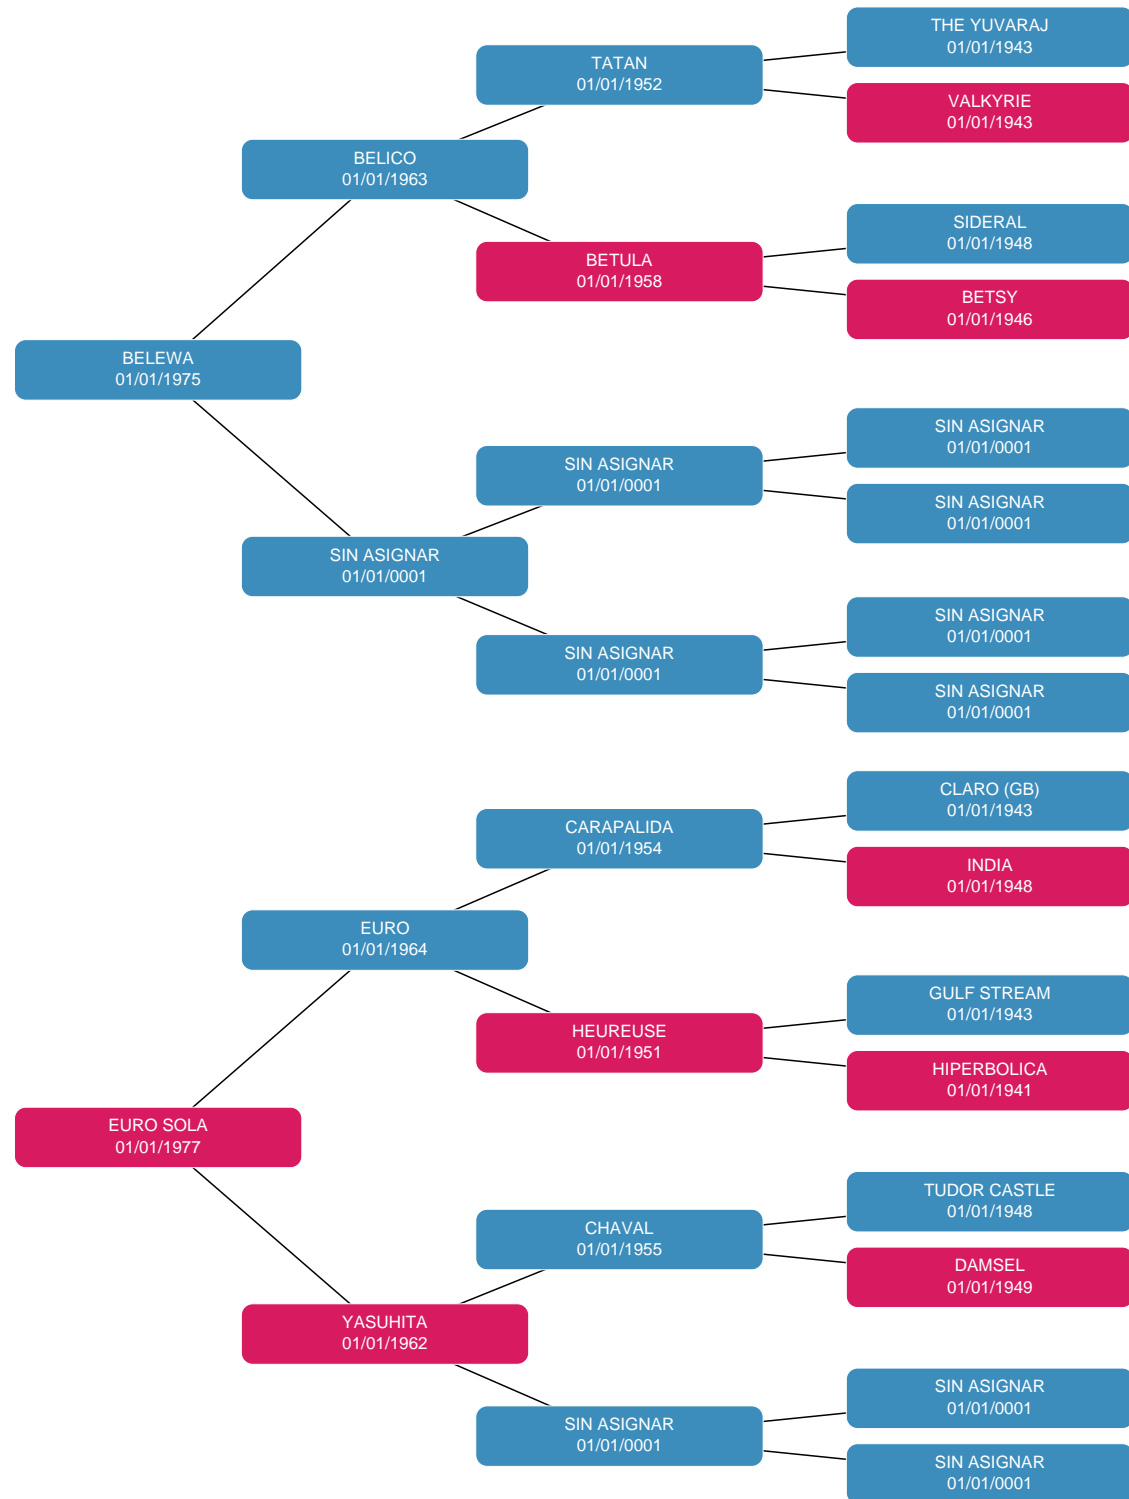 THE YUVARAJ
01/01/1943
TATAN
01/01/1952
VALKYRIE
01/01/1943
BELICO
01/01/1963
SIDERAL
01/01/1948
BETULA
01/01/1958
BETSY
01/01/1946
BELEWA
01/01/1975
SIN ASIGNAR
01/01/0001
SIN ASIGNAR
01/01/0001
SIN ASIGNAR
01/01/0001
SIN ASIGNAR
01/01/0001
SIN ASIGNAR
01/01/0001
SIN ASIGNAR
01/01/0001
SIN ASIGNAR
01/01/0001
CLARO (GB)
01/01/1943
CARAPALIDA
01/01/1954
INDIA
01/01/1948
EURO
01/01/1964
GULF STREAM
01/01/1943
HEUREUSE
01/01/1951
HIPERBOLICA
01/01/1941
EURO SOLA
01/01/1977
TUDOR CASTLE
01/01/1948
CHAVAL
01/01/1955
DAMSEL
01/01/1949
YASUHITA
01/01/1962
SIN ASIGNAR
01/01/0001
SIN ASIGNAR
01/01/0001
SIN ASIGNAR
01/01/0001